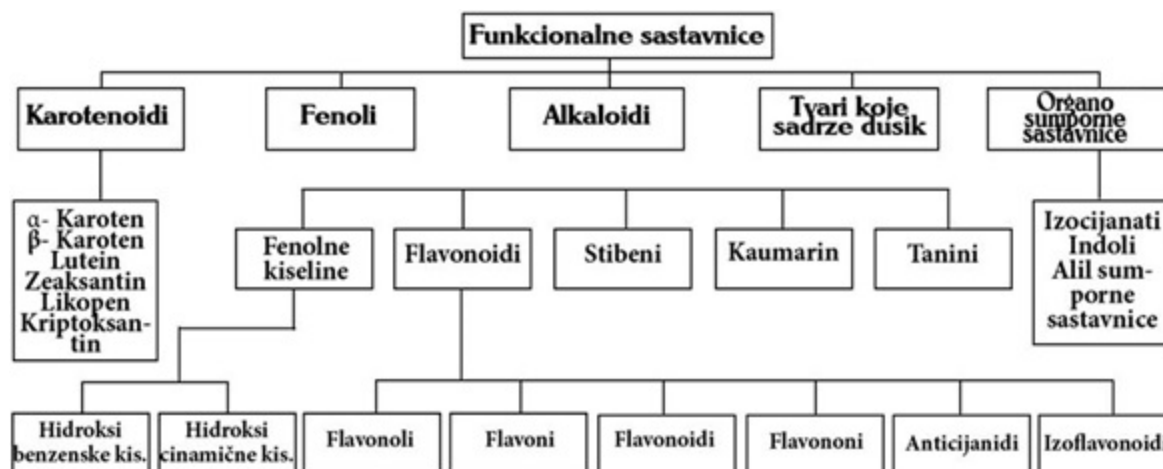 Funkcionalne sastavnice
Karotenoidi
Fenoli
Alkaloidi
Tvari koje
sadrze dusik
Organo
sumporne
sastavnice
α- Karoten
β- Karoten
Lutein
Zeaksantin
Likopen
Kriptoksan-
tin
Fenolne
kiseline
Flavonoidi
Stibeni
Kaumarin
Tanini
Izocijanati
Indoli
Alil sum-
porne
sastavnice
Hidroksi
benzenske kis.
Hidroksi
cinamične kis.
Flavonoli
Flavoni
Flavonoidi
Flavononi
Anticijanidi
Izoflavonoidi